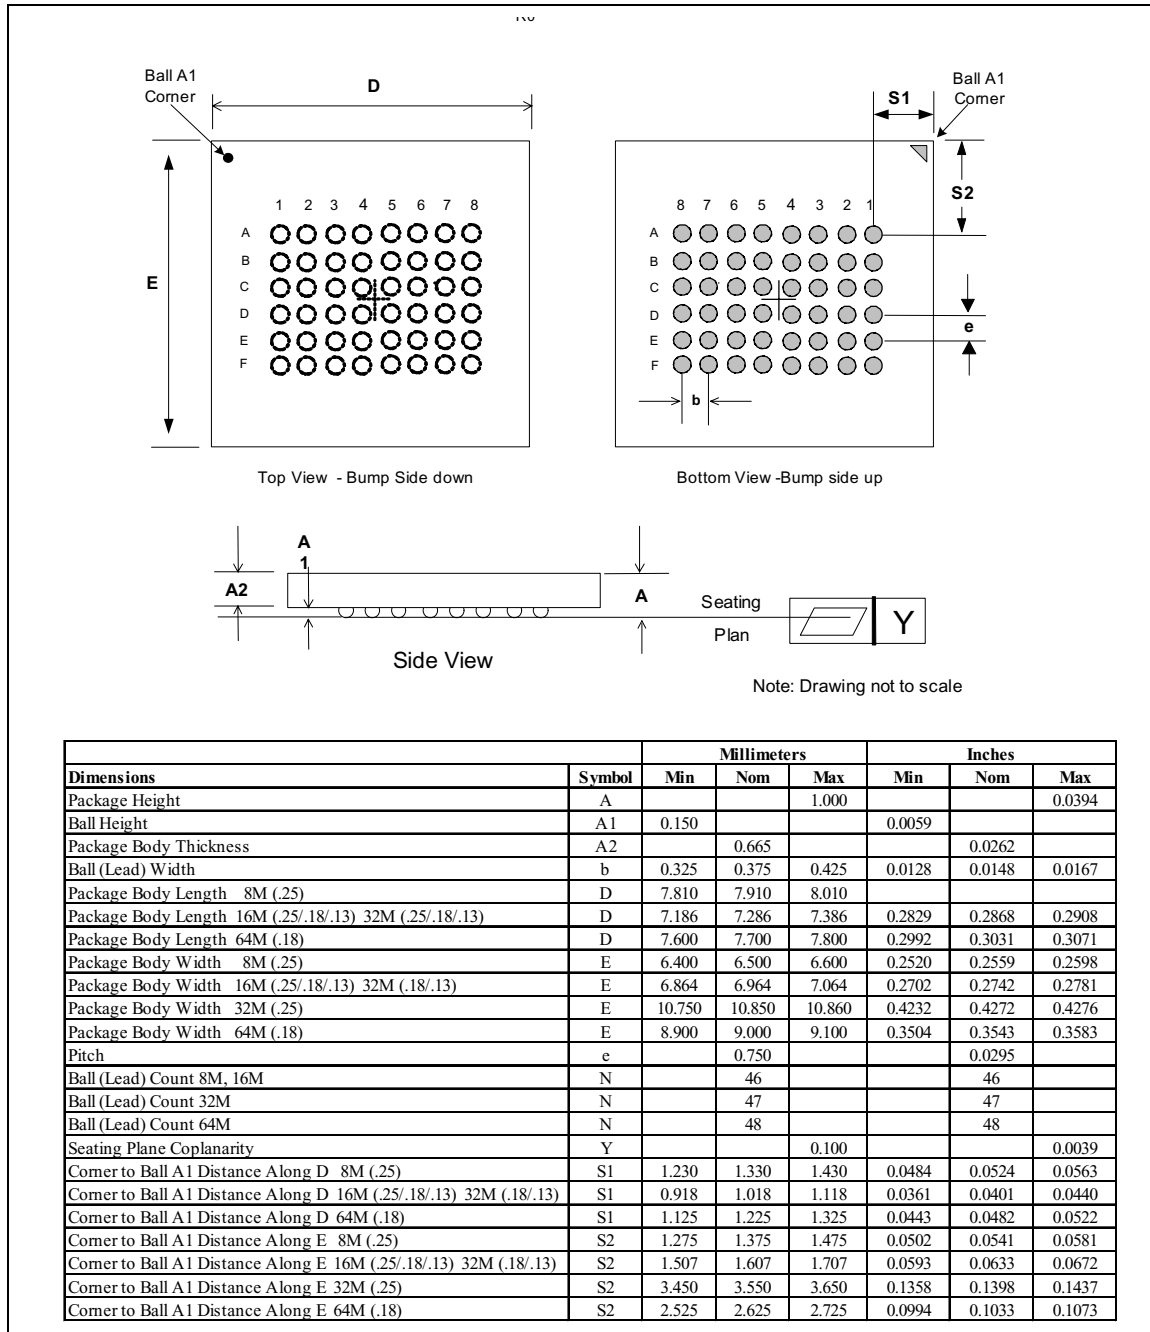 Ball A1
Corner
D
S1
Ball A1
Corner
S2
1 2 3 4 5 6 7 8
8 7 6 5 4 3 2 1
A
B
C
D
E
F
E
A
B
C
D
E
F
e
b
Top View - Bump Side down
Bottom View -Bump side up
A
1
A2
A
Seating
Plan
Y
Side View
Note: Drawing not to scale
Millimeters Inches
Dimensions Symbol Min Nom Max Min Nom Max
Package Height A 1.000 0.0394
Ball Height A1 0.150 0.0059
Package Body Thickness A2 0.665 0.0262
Ball (Lead) Width b 0.325 0.375 0.425 0.0128 0.0148 0.0167
Package Body Length 8M (.25) D 7.810 7.910 8.010
Package Body Length 16M (.25/.18/.13) 32M (.25/.18/.13) D 7.186 7.286 7.386 0.2829 0.2868 0.2908
Package Body Length 64M (.18) D 7.600 7.700 7.800 0.2992 0.3031 0.3071
Package Body Width 8M (.25) E 6.400 6.500 6.600 0.2520 0.2559 0.2598
Package Body Width 16M (.25/.18/.13) 32M (.18/.13) E 6.864 6.964 7.064 0.2702 0.2742 0.2781
Package Body Width 32M (.25) E 10.750 10.850 10.860 0.4232 0.4272 0.4276
Package Body Width 64M (.18) E 8.900 9.000 9.100 0.3504 0.3543 0.3583
Pitch e 0.750 0.0295
Ball (Lead) Count 8M, 16M N 46 46
Ball (Lead) Count 32M N 47 47
Ball (Lead) Count 64M N 48 48
Seating Plane Coplanarity Y 0.100 0.0039
Corner to Ball A1 Distance Along D 8M (.25) S1 1.230 1.330 1.430 0.0484 0.0524 0.0563
Corner to Ball A1 Distance Along D 16M (.25/.18/.13) 32M (.18/.13) S1 0.918 1.018 1.118 0.0361 0.0401 0.0440
Corner to Ball A1 Distance Along D 64M (.18) S1 1.125 1.225 1.325 0.0443 0.0482 0.0522
Corner to Ball A1 Distance Along E 8M (.25) S2 1.275 1.375 1.475 0.0502 0.0541 0.0581
Corner to Ball A1 Distance Along E 16M (.25/.18/.13) 32M (.18/.13) S2 1.507 1.607 1.707 0.0593 0.0633 0.0672
Corner to Ball A1 Distance Along E 32M (.25) S2 3.450 3.550 3.650 0.1358 0.1398 0.1437
Corner to Ball A1 Distance Along E 64M (.18) S2 2.525 2.625 2.725 0.0994 0.1033 0.1073